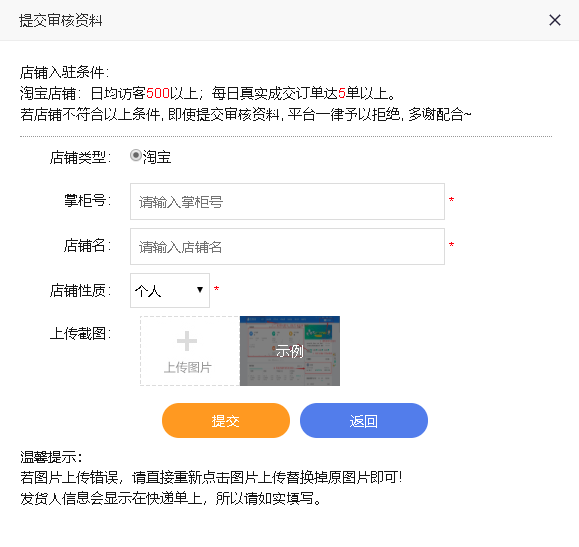 提交审核资料
店铺入驻条件：
淘宝店铺：日均访客500以上；每日真实成交订单达5单以上。
若店铺不符合以上条件,即使提交审核资料,平台一律予以拒绝,多谢配合~
店铺类型： 淘宝
掌柜号： 请输入掌柜号 *
店铺名： 请输入店铺名 *
店铺性质： 个人 *
上传截图： 上传图片 示例
提交 返回
温馨提示：
若图片上传错误，请直接重新点击图片上传替换掉原图片即可!
发货人信息会显示在快递单上，所以请如实填写。